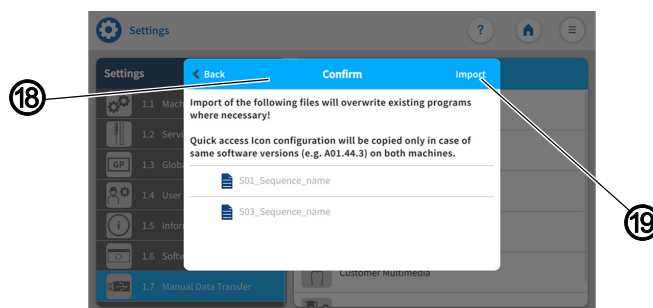 Settings
?
Settings
Back
Confirm
Import
18
1.1 Mach
Import of the following files will overwrite existing programs
where necessary!
1.2 Servi
Quick access Icon configuration will be copied only in case of
same software versions (e.g. A01.44.3) on both machines.
GP
1.3 Globa
S01_Sequence_name
1.4 User
S03_Sequence_name
19
1.5 Infor
1.6 Softw
Customer Multimedia
1.7 Manual Data Transfer